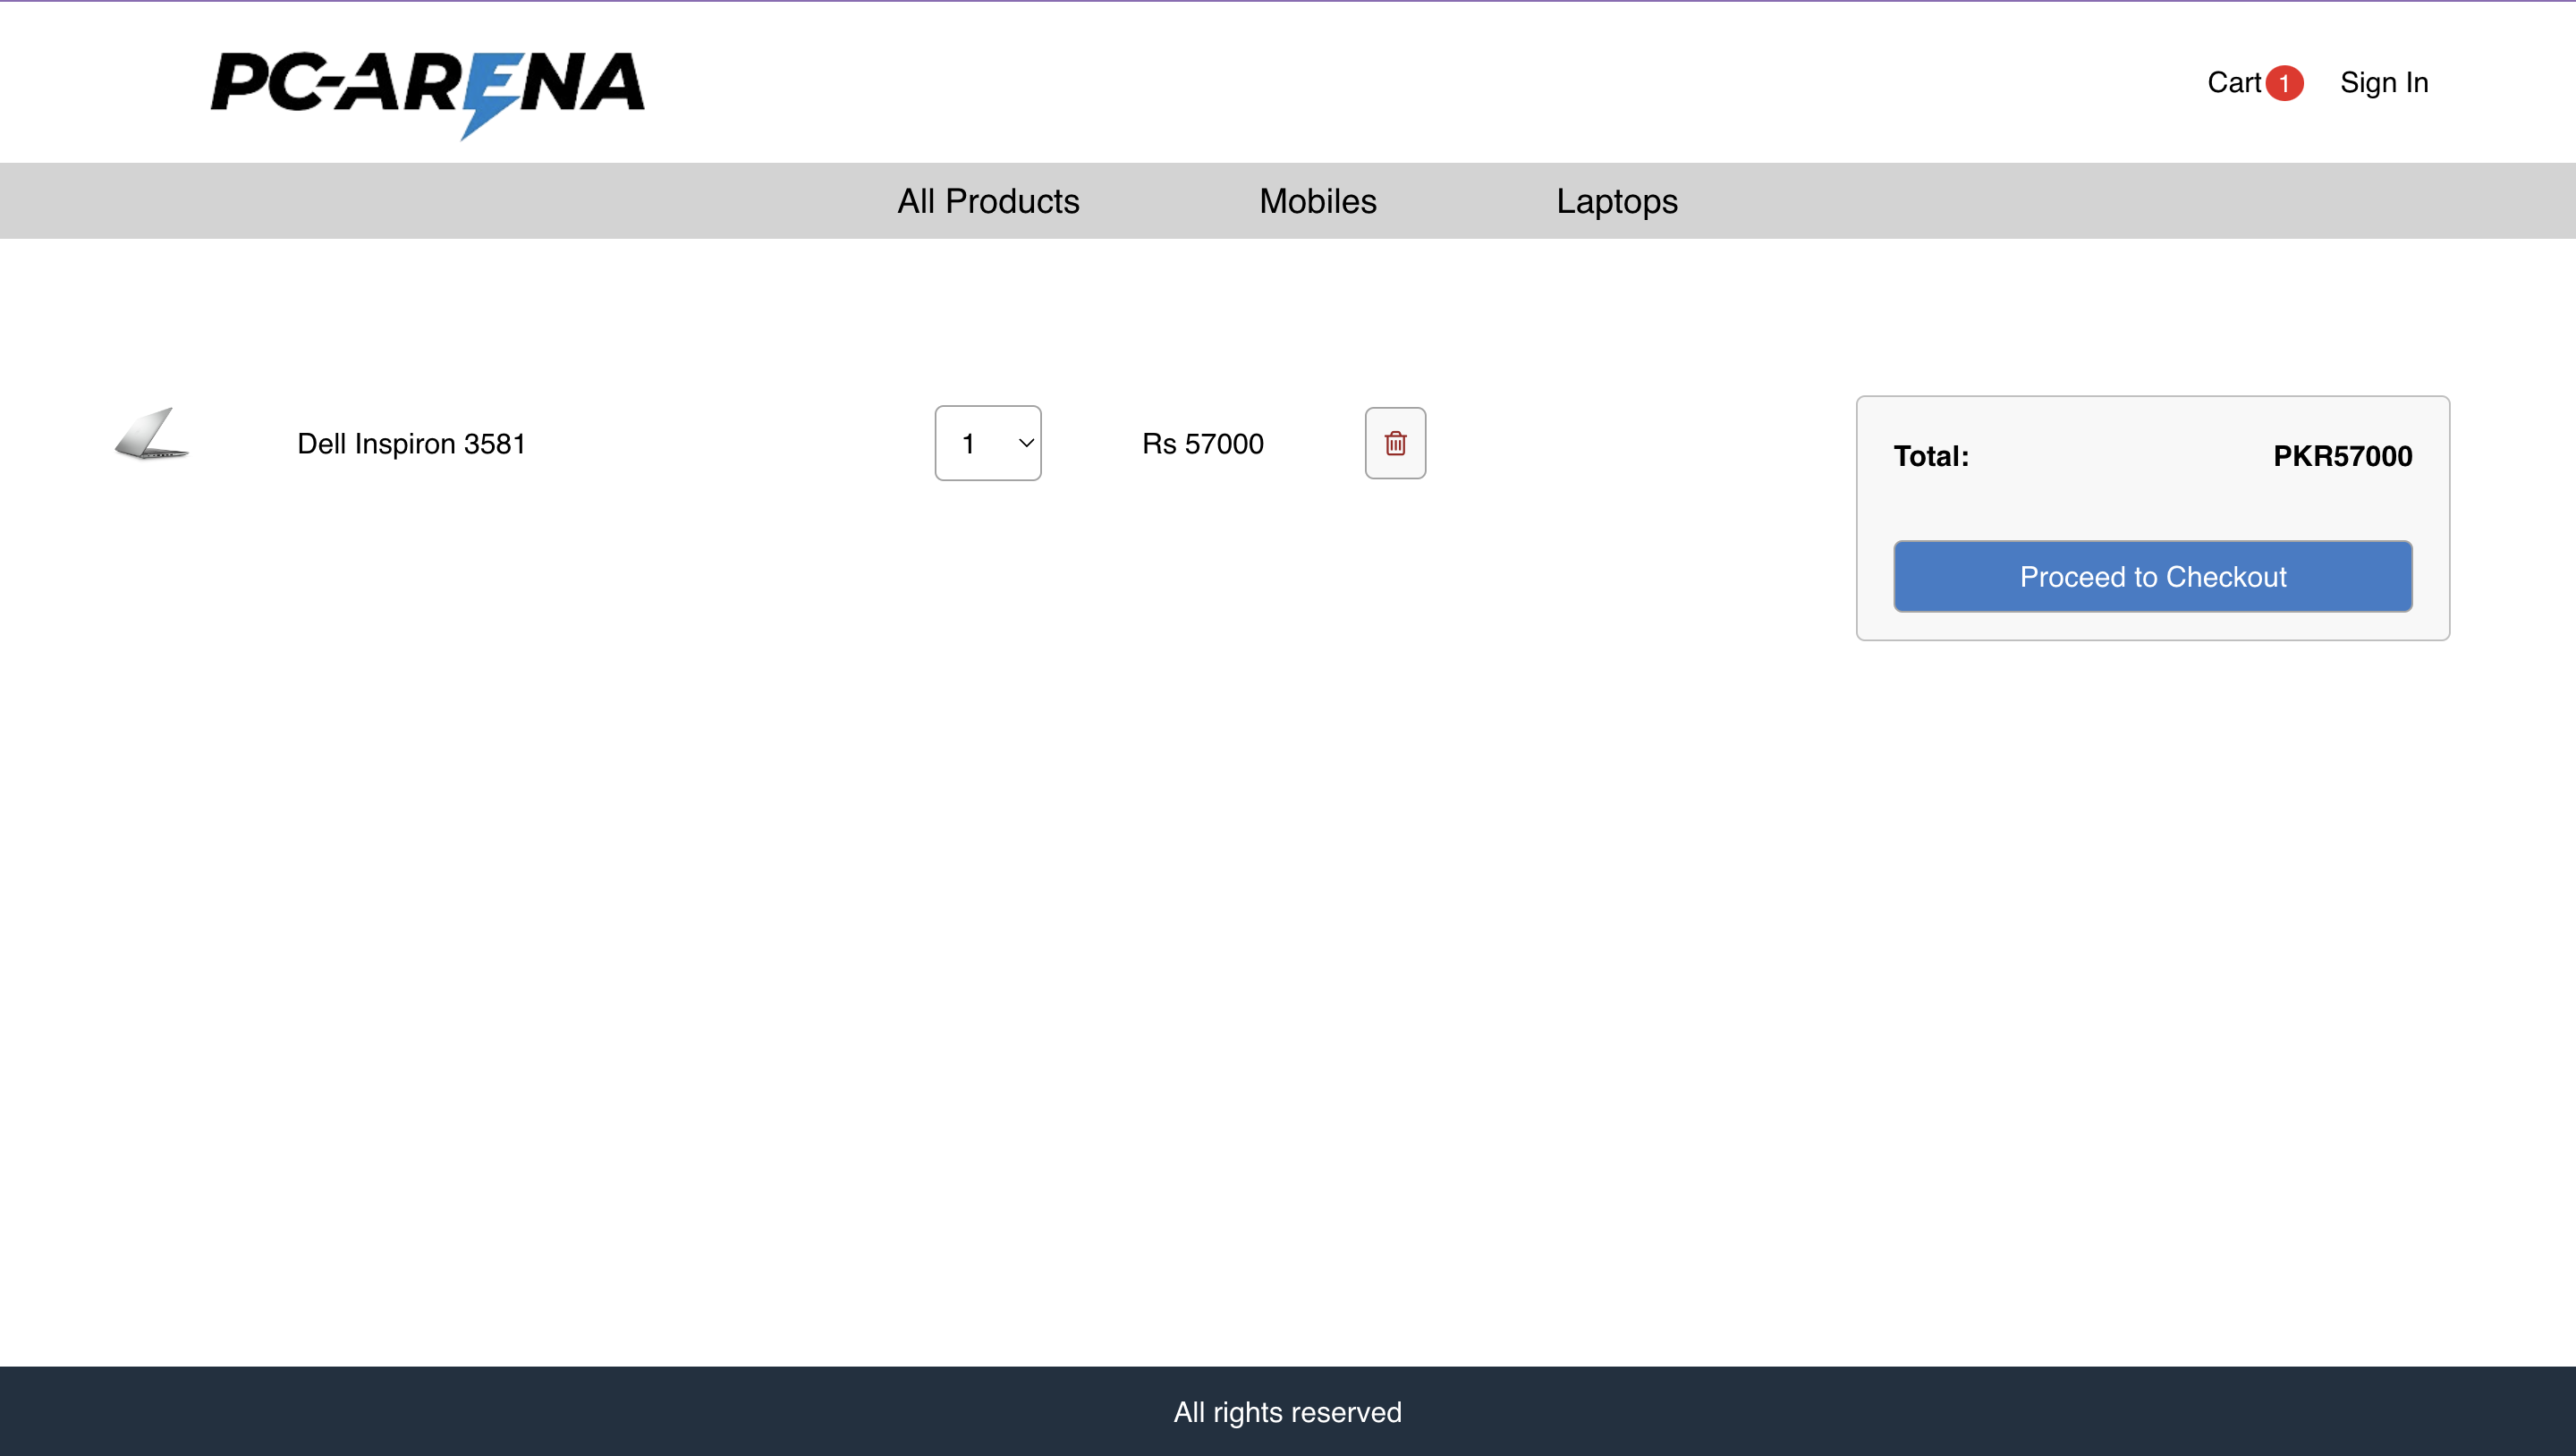 PC-ARENA
Cart 1 Sign In
All Products Mobiles Laptops
Dell Inspiron 3581 1 Rs 57000
Total: PKR57000
Proceed to Checkout
All rights reserved